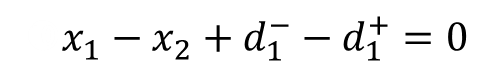 x₁ − x₂ + d₁⁻ − d₁⁺ = 0